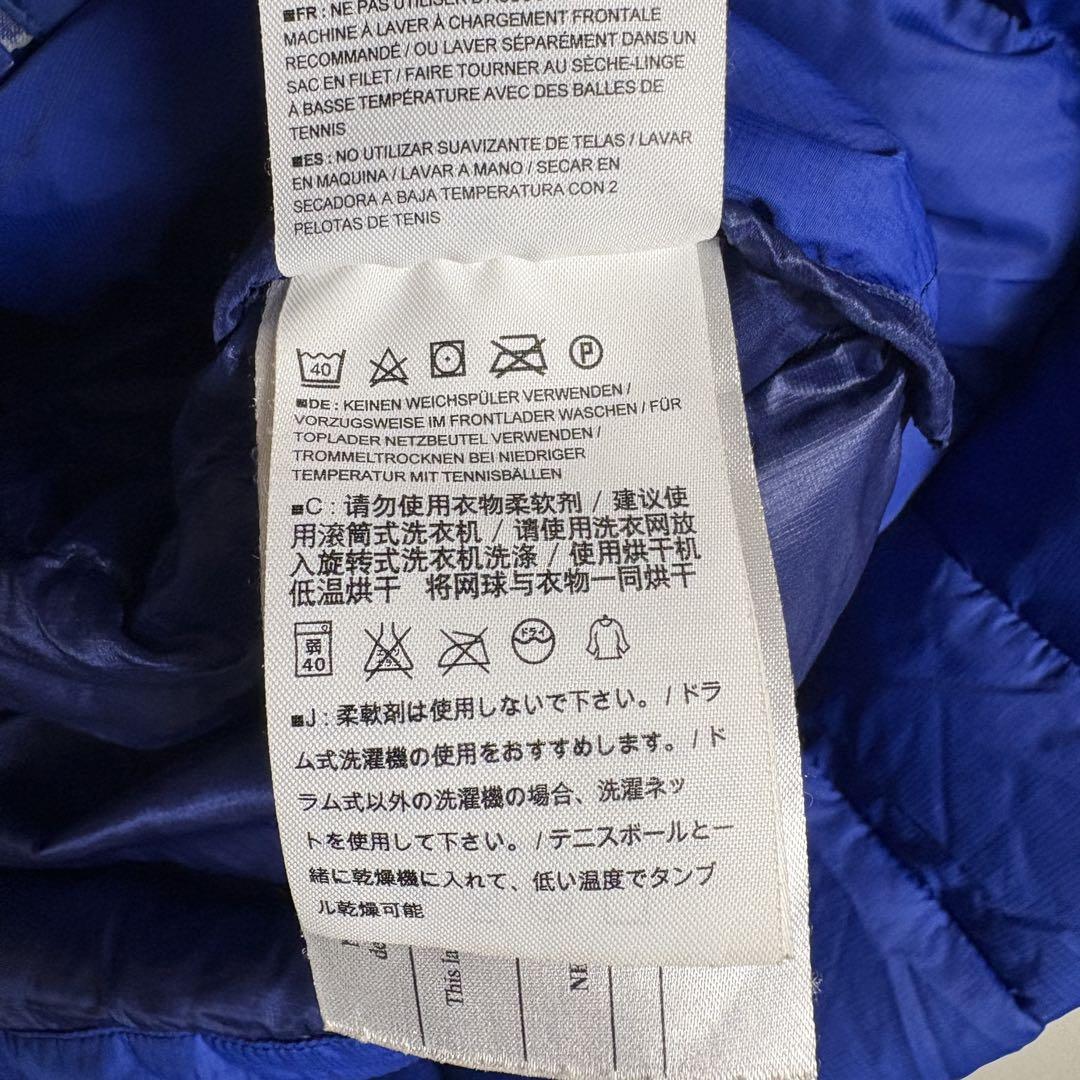 ■FR : NE PAS UTILISER
MACHINE À LAVER À CHARGEMENT FRONTALE
RECOMMANDÉ / OU LAVER SÉPARÉMENT DANS UN
SAC EN FILET / FAIRE TOURNER AU SÈCHE-LINGE
À BASSE TEMPÉRATURE AVEC DES BALLES DE
TENNIS
■ES : NO UTILIZAR SUAVIZANTE DE TELAS / LAVAR
EN MAQUINA / LAVAR A MANO / SECAR EN
SECADORA A BAJA TEMPERATURA CON 2
PELOTAS DE TENIS
40 P
■DE : KEINEN WEICHSPÜLER VERWENDEN /
VORZUGSWEISE IM FRONTLADER WASCHEN / FÜR
TOPLADER NETZBEUTEL VERWENDEN /
TROMMELTROCKNEN BEI NIEDRIGER
TEMPERATUR MIT TENNISBÄLLEN
■C : 请勿使用衣物柔软剂 / 建议使
用滚筒式洗衣机 / 请使用洗衣网放
入旋转式洗衣机洗涤 / 使用烘干机
低温烘干 将网球与衣物一同烘干
弱 40 ドライ
■J : 柔軟剤は使用しないで下さい。 / ドラ
ム式洗濯機の使用をおすすめします。 / ド
ラム式以外の洗濯機の場合、洗濯ネッ
トを使用して下さい。 / テニスボールと一
緒に乾燥機に入れて、低い温度でタンブ
ル乾燥可能
This la